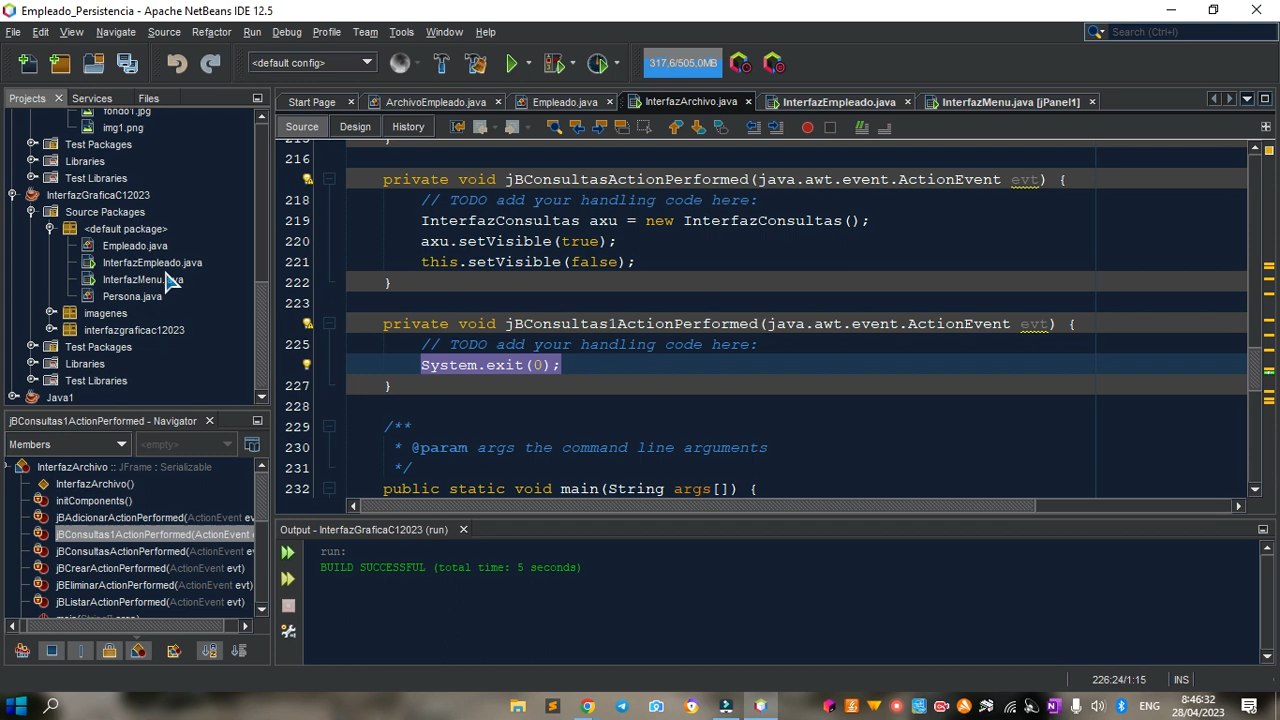 Empleado_Persistencia - Apache NetBeans IDE 12.5
File Edit View Navigate Source Refactor Run Debug Profile Team Tools Window Help
Search (Ctrl+I)
<default config>
317,6/505,0MB
Projects Services Files
fondo1.jpg
img1.png
Test Packages
Libraries
Test Libraries
InterfazGraficaC12023
Source Packages
<default package>
Empleado.java
InterfazEmpleado.java
Persona.java
imagenes
interfazgraficac12023
Test Packages
Libraries
Test Libraries
Java1
Start Page ArchivoEmpleado.java Empleado.java InterfazArchivo.java InterfazEmpleado.java InterfazMenu.java [jPanel1]
Source Design History
216
private void jBConsultasActionPerformed(java.awt.event.ActionEvent evt) {
218 // TODO add your handling code here:
219 InterfazConsultas axu = new InterfazConsultas();
220 axu.setVisible(true);
221 this.setVisible(false);
222 }
223
private void jBConsultas1ActionPerformed(java.awt.event.ActionEvent evt) {
225 // TODO add your handling code here:
System.exit(0);
227 }
228
229 /**
230 * @param args the command line arguments
231 */
232 public static void main(String args[]) {
jBConsultas1ActionPerformed - Navigator
Members <empty>
InterfazArchivo :: JFrame : Serializable
InterfazArchivo()
initComponents()
jBAdicionarActionPerformed(ActionEvent e
jBConsultas1ActionPerformed(ActionEvent e
jBConsultasActionPerformed(ActionEvent ev
jBCrearActionPerformed(ActionEvent evt)
jBEliminarActionPerformed(ActionEvent evt)
jBListarActionPerformed(ActionEvent evt)
Output - InterfazGraficaC12023 (run)
run:
BUILD SUCCESSFUL (total time: 5 seconds)
226:24/1:15 INS
ENG
8:46:32
28/04/2023